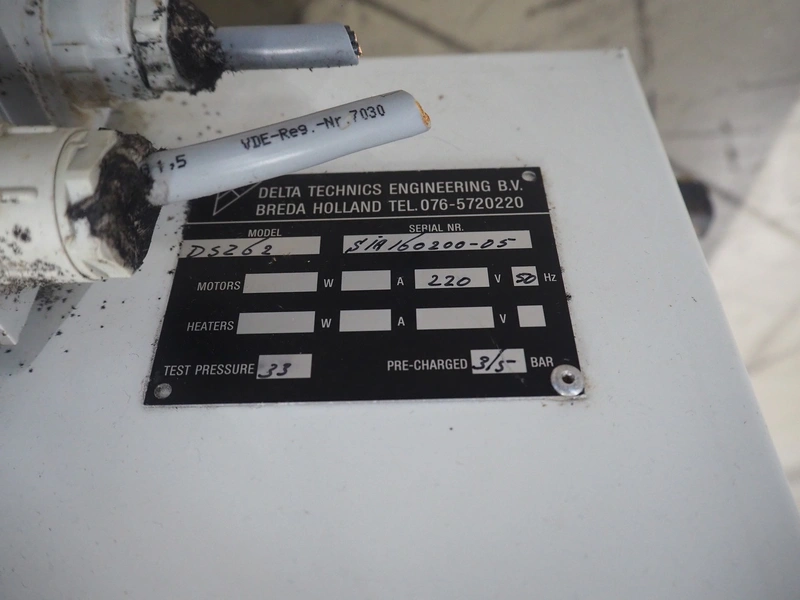 1,5 VDE-Reg.-Nr.7030
DELTA TECHNICS ENGINEERING B.V.
BREDA HOLLAND TEL.076-5720220
MODEL SERIAL NR.
DSZ62 SIA160200-05
MOTORS W A 220 V 50 Hz
HEATERS W A V
TEST PRESSURE 33 PRE-CHARGED 3/5 BAR